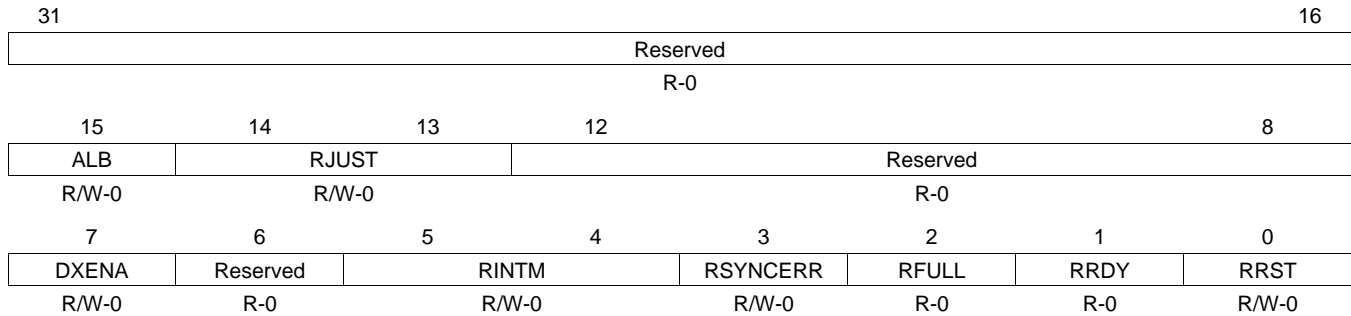 31 16
Reserved
R-0
15 14 13 12 8
ALB RJUST Reserved
R/W-0 R/W-0 R-0
7 6 5 4 3 2 1 0
DXENA Reserved RINTM RSYNCERR RFULL RRDY RRST
R/W-0 R-0 R/W-0 R/W-0 R-0 R-0 R/W-0